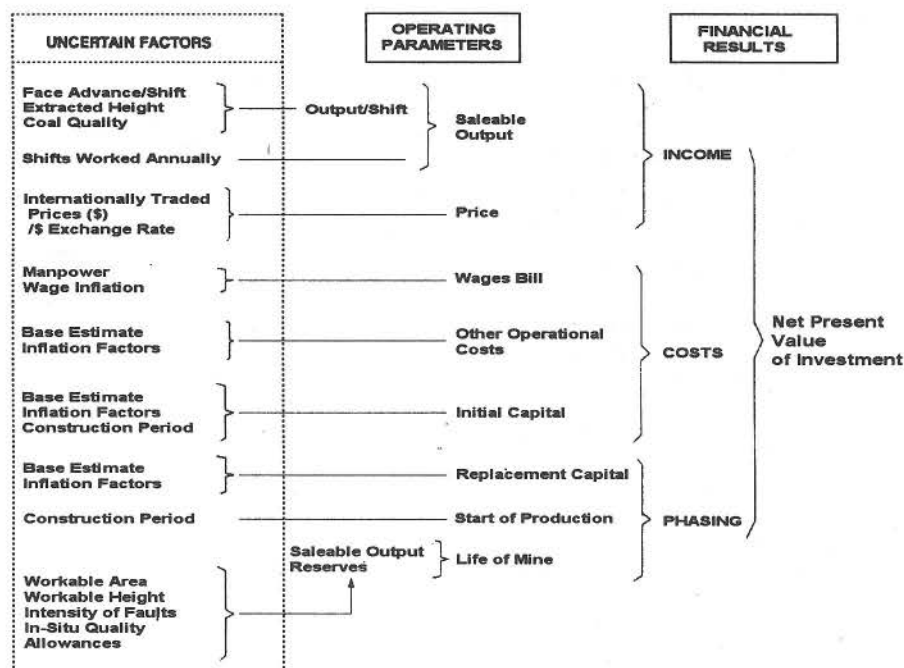 UNCERTAIN FACTORS
OPERATING
PARAMETERS
FINANCIAL
RESULTS
Face Advance/Shift
Extracted Height
Coal Quality
Output/Shift
Saleable
Output
Shifts Worked Annually
INCOME
Internationally Traded
Prices ($)
/$ Exchange Rate
Price
Manpower
Wage Inflation
Wages Bill
Base Estimate
Inflation Factors
Other Operational
Costs
COSTS
Net Present
Value
of Investment
Base Estimate
Inflation Factors
Construction Period
Initial Capital
Base Estimate
Inflation Factors
Replacement Capital
Construction Period
Start of Production
PHASING
Saleable Output
Reserves
Life of Mine
Workable Area
Workable Height
Intensity of Faults
In-Situ Quality
Allowances